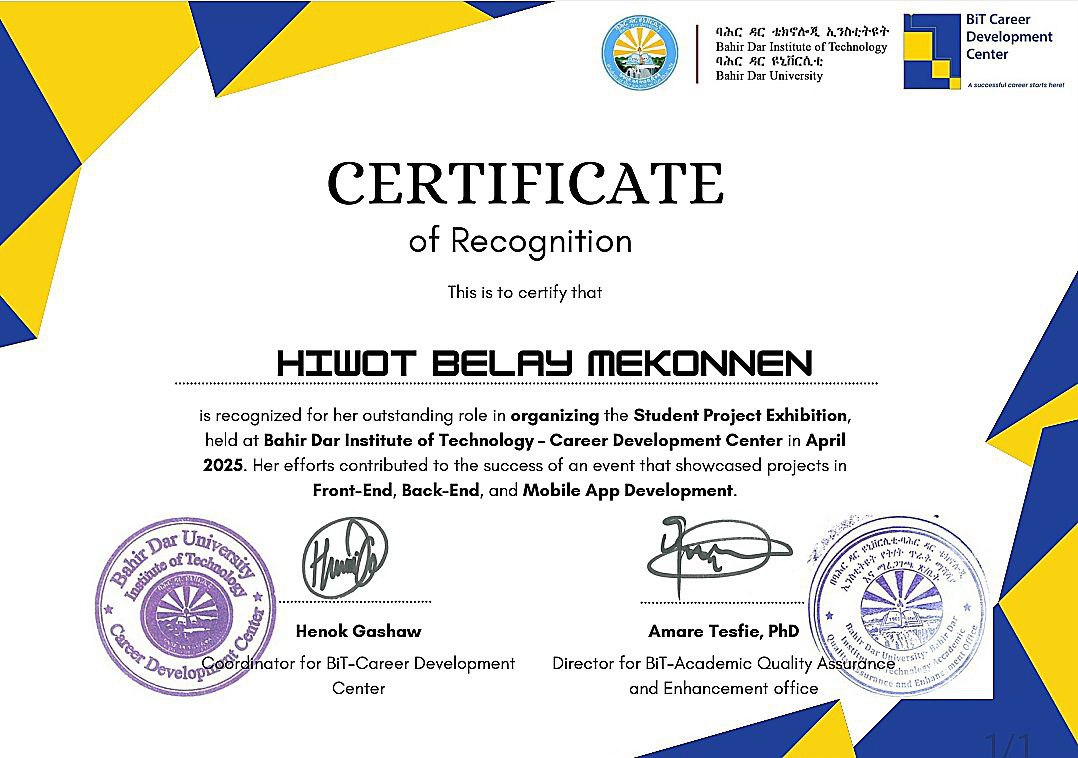 ባሕር ዳር ቴክኖሎጂ ኢንስቲትዩት
Bahir Dar Institute of Technology
ባሕር ዳር ዩኒቨርሲቲ
Bahir Dar University
BiT Career
Development
Center
A successful career starts here!
CERTIFICATE
of Recognition
This is to certify that
HIWOT BELAY MEKONNEN
is recognized for her outstanding role in organizing the Student Project Exhibition,
held at Bahir Dar Institute of Technology – Career Development Center in April
2025. Her efforts contributed to the success of an event that showcased projects in
Front-End, Back-End, and Mobile App Development.
Bahir Dar University
Institute of Technology
Career Development Center
Henok Gashaw
Coordinator for BiT-Career Development
Center
Amare Tesfie, PhD
Director for BiT-Academic Quality Assurance
and Enhancement office
Bahir Dar University- Bahir Dar
Institute of Technology Academic
Quality Assurance and Enhancement Office
1/1